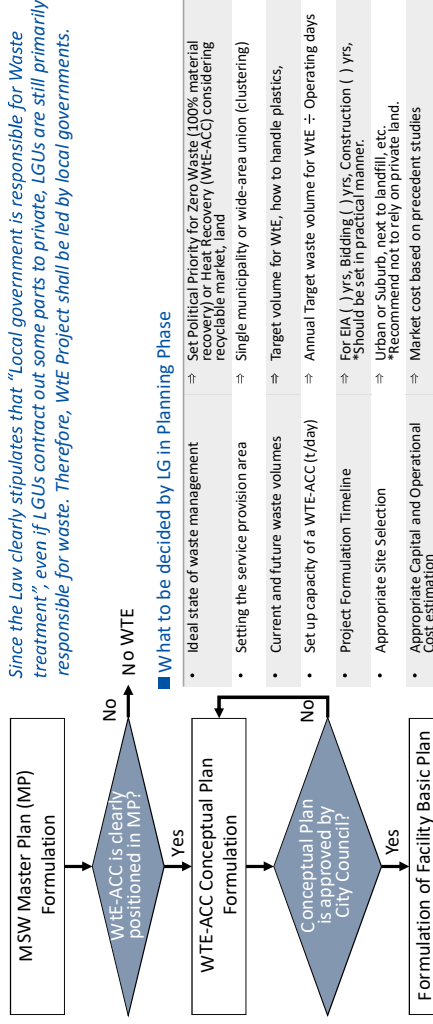 Since the Law clearly stipulates that “Local government is responsible for Waste
treatment”, even if LGUs contract out some parts to private, LGUs are still primarily
responsible for waste. Therefore, WtE Project shall be led by local governments.
MSW Master Plan (MP)
Formulation
WtE-ACC is clearly
positioned in MP?
No
No WTE
Yes
WTE-ACC Conceptual Plan
Formulation
Conceptual Plan
is approved by
City Council?
No
Yes
Formulation of Facility Basic Plan
■ What to be decided by LG in Planning Phase
• Ideal state of waste management
⇒ Set Political Priority for Zero Waste (100% material
recovery) or Heat Recovery (WtE-ACC) considering
recyclable market, land
• Setting the service provision area
⇒ Single municipality or wide-area union (clustering)
• Current and future waste volumes
⇒ Target volume for WtE, how to handle plastics,
• Set up capacity of a WTE-ACC (t/day)
⇒ Annual Target waste volume for WtE ÷ Operating days
• Project Formulation Timeline
⇒ For EIA ( ) yrs, Bidding ( ) yrs, Construction ( ) yrs,
*Should be set in practical manner.
• Appropriate Site Selection
⇒ Urban or Suburb, next to landfill, etc.
*Recommend not to rely on private land.
• Appropriate Capital and Operational
Cost estimation
⇒ Market cost based on precedent studies